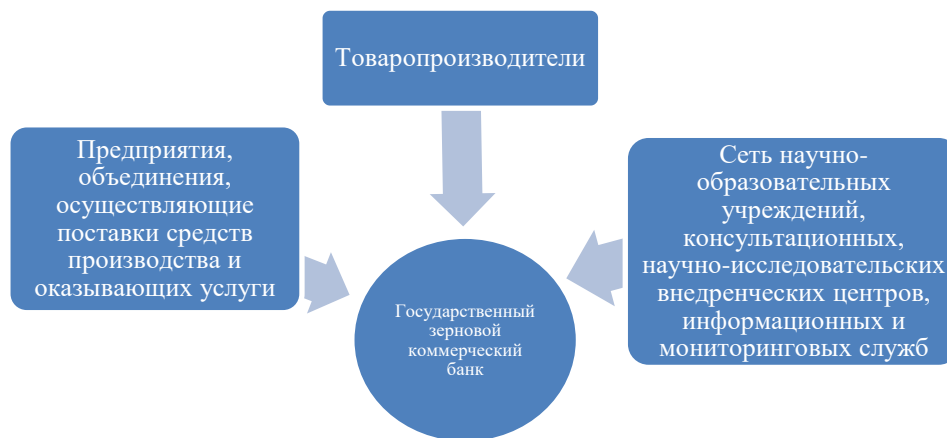 Товаропроизводители
Предприятия,
объединения,
осуществляющие
поставки средств
производства и
оказывающих услуги
Сеть научно-
образовательных
учреждений,
консультационных,
научно-исследовательских
внедренческих центров,
информационных и
мониторинговых служб
Государственный
зерновой
коммерческий
банк